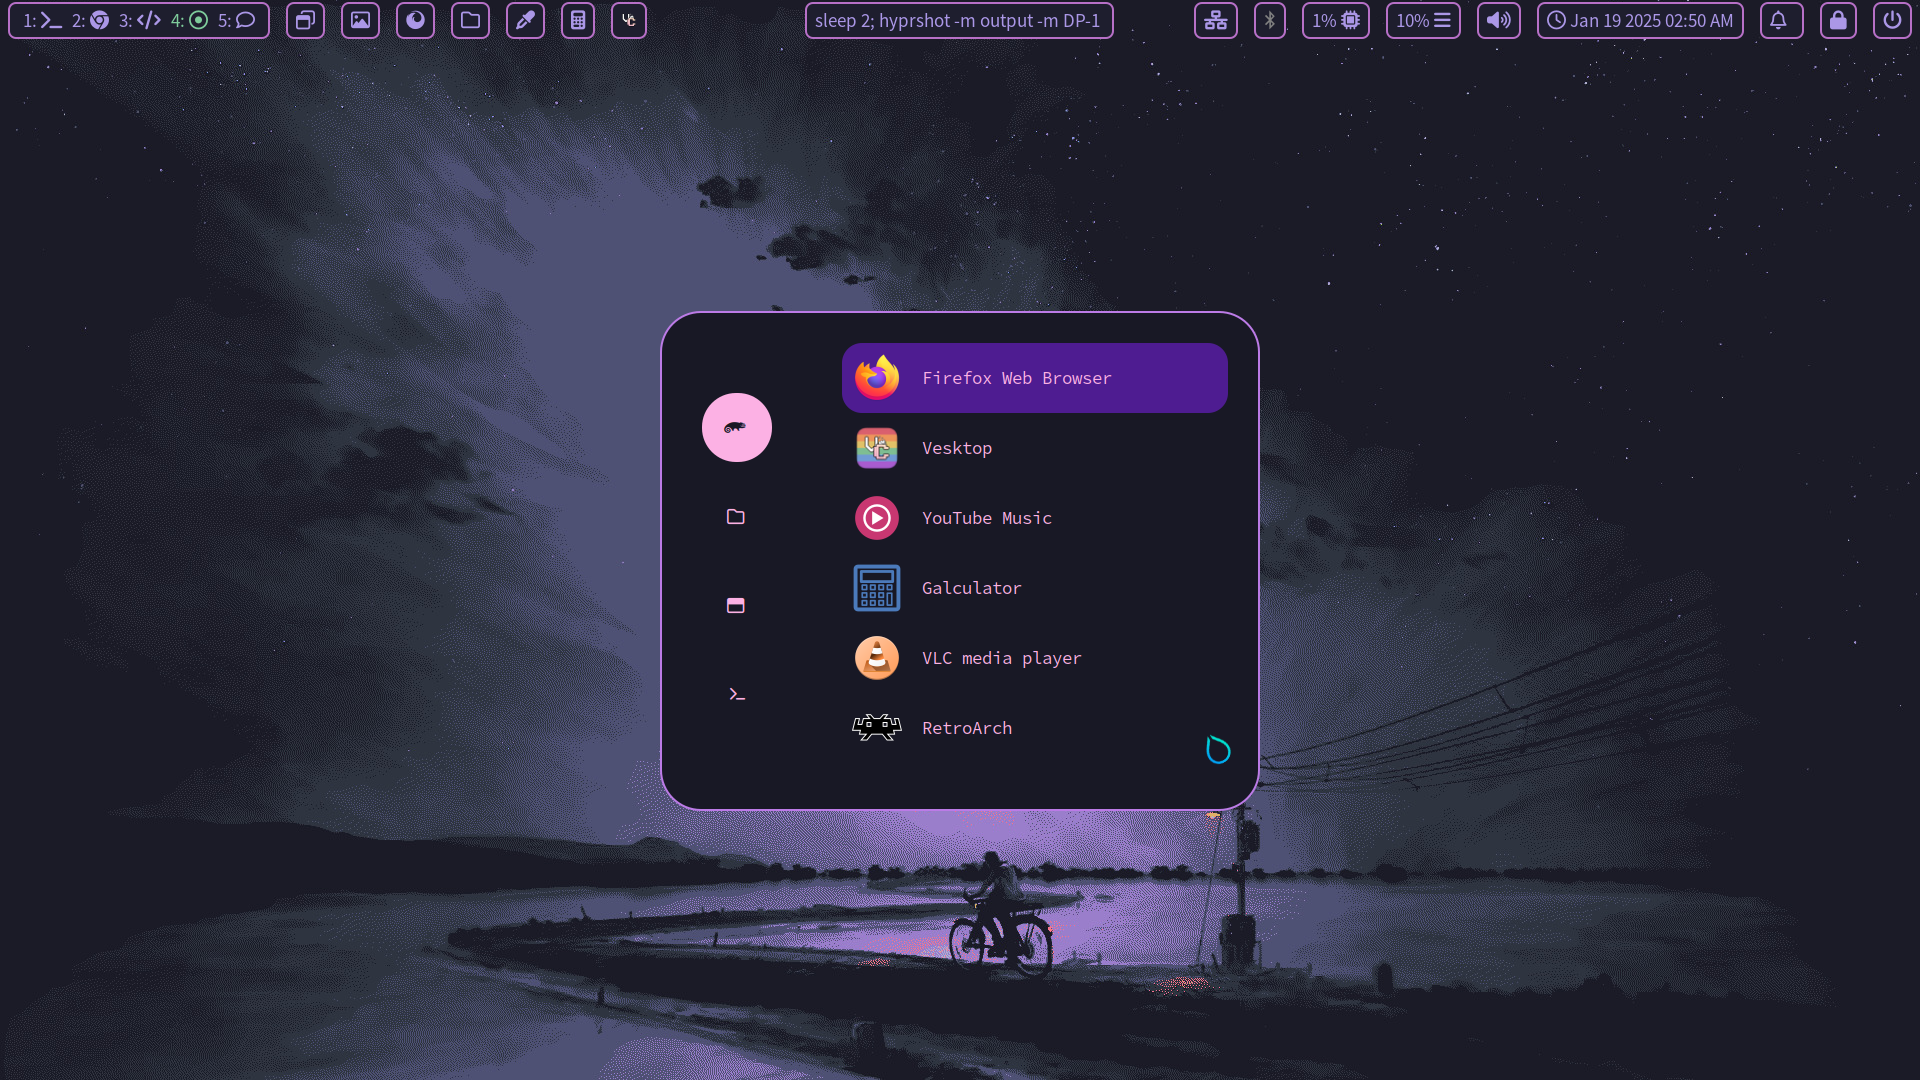 1: 2: 3: 4: 5:
sleep 2; hyprshot -m output -m DP-1
1% 10% Jan 19 2025 02:50 AM
Firefox Web Browser
Vesktop
YouTube Music
Galculator
VLC media player
RetroArch